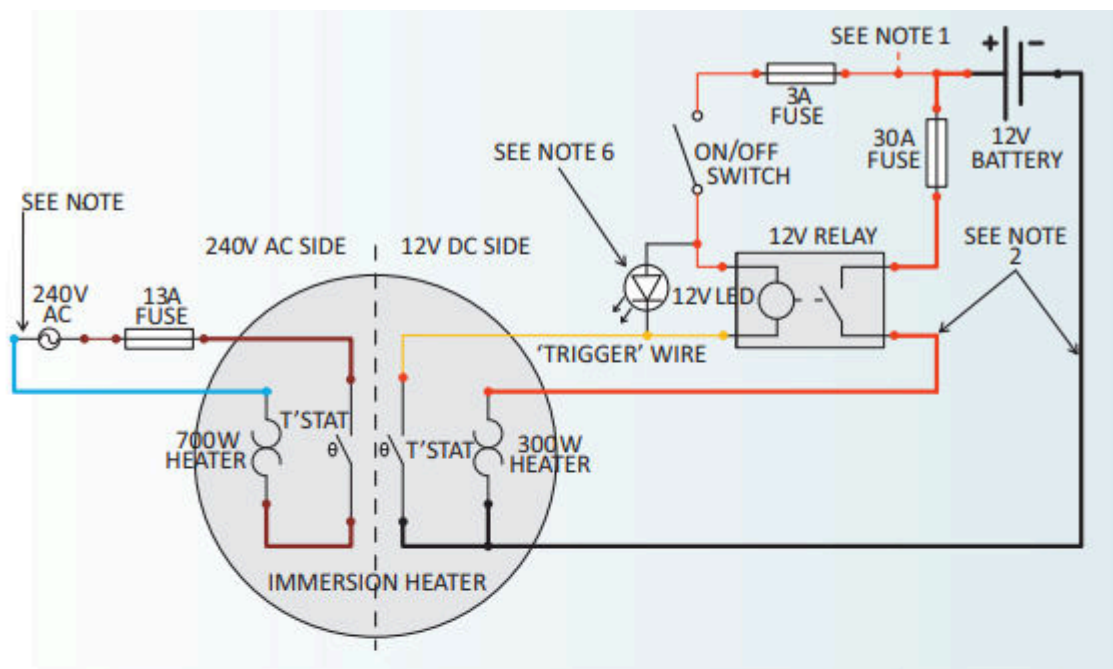 SEE NOTE 1
+ -
3A
FUSE
12V
BATTERY
30A
FUSE
SEE NOTE 6
ON/OFF
SWITCH
SEE NOTE
240V AC SIDE
12V DC SIDE
12V RELAY
SEE NOTE
2
240V
AC
13A
FUSE
12V LED
'TRIGGER' WIRE
T'STAT
700W
HEATER
θ
θ
T'STAT
300W
HEATER
IMMERSION HEATER